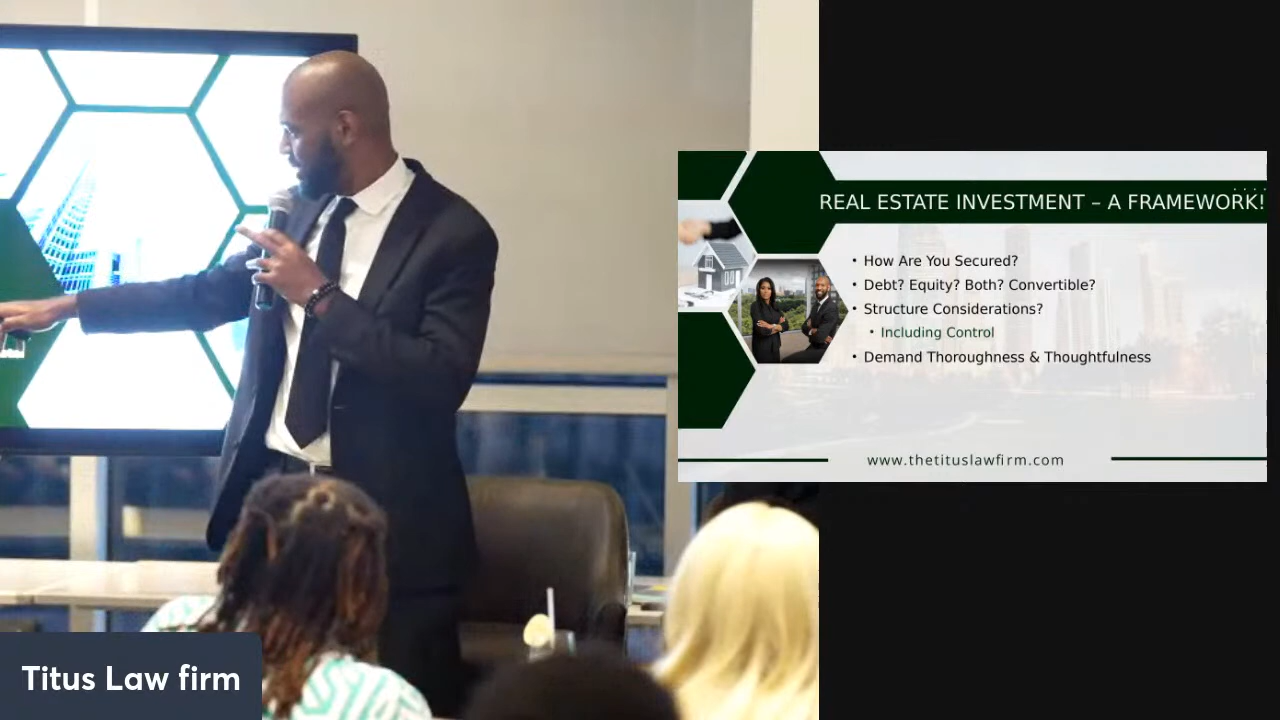 REAL ESTATE INVESTMENT – A FRAMEWORK!
• How Are You Secured?
• Debt? Equity? Both? Convertible?
• Structure Considerations?
• Including Control
• Demand Thoroughness & Thoughtfulness
www.thetituslawfirm.com
Titus Law firm